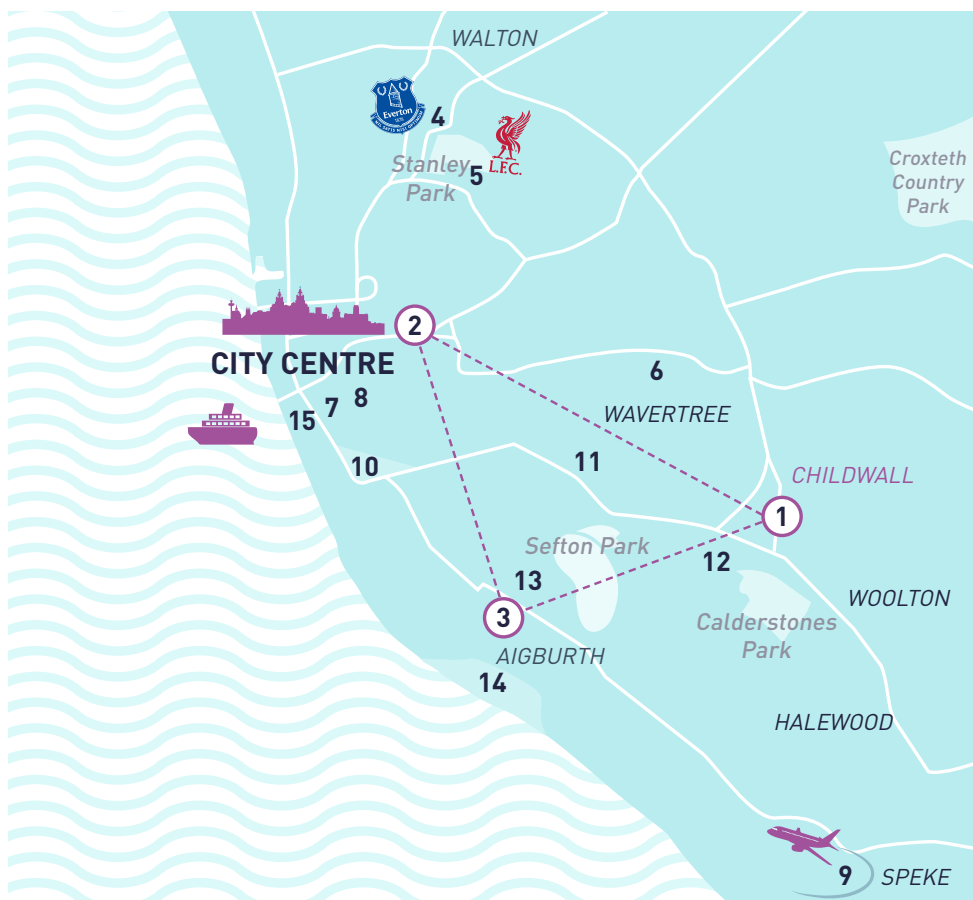 WALTON
Everton
4
L.F.C.
Stanley
Park
5
Croxteth
Country
Park
2
CITY CENTRE
6
15
7
8
WAVERTREE
10
11
CHILDWALL
1
Sefton Park
12
13
3
WOOLTON
Calderstones
Park
AIGBURTH
14
HALEWOOD
9
SPEKE